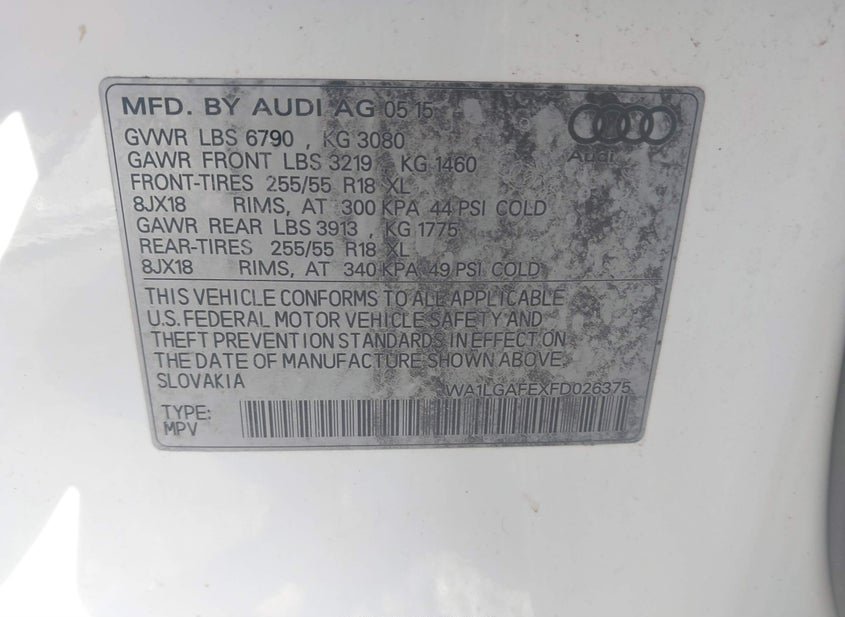 MFD. BY AUDI AG 05 15
Audi
GVWR LBS 6790 , KG 3080
GAWR FRONT LBS 3219 KG 1460
FRONT-TIRES 255/55 R18 XL
8JX18 RIMS, AT 300 KPA 44 PSI COLD
GAWR REAR LBS 3913 , KG 1775
REAR-TIRES 255/55 R18 XL
8JX18 RIMS, AT 340 KPA 49 PSI COLD
THIS VEHICLE CONFORMS TO ALL APPLICABLE
U.S. FEDERAL MOTOR VEHICLE SAFETY AND
THEFT PREVENTION STANDARDS IN EFFECT ON
THE DATE OF MANUFACTURE SHOWN ABOVE.
SLOVAKIA
WA1LGAFEXFD026375
TYPE:
MPV